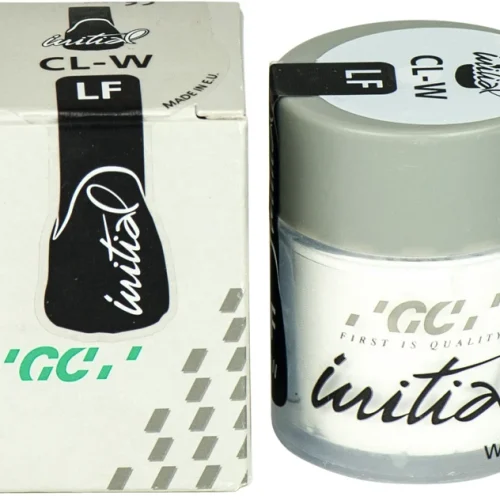 initial
CL-W
LF
MADE IN E.U.
initial
GC
initial
CL-W
LF
GC
FIRST IS QUALITY
initial
W